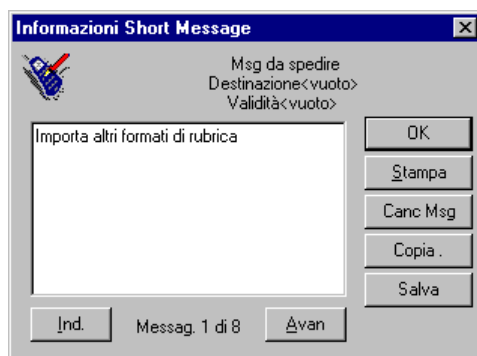 Informazioni Short Message
Msg da spedire
Destinazione<vuoto>
Validità<vuoto>
Importa altri formati di rubrica
OK
Stampa
Canc Msg
Copia .
Salva
Ind.
Messag. 1 di 8
Avan